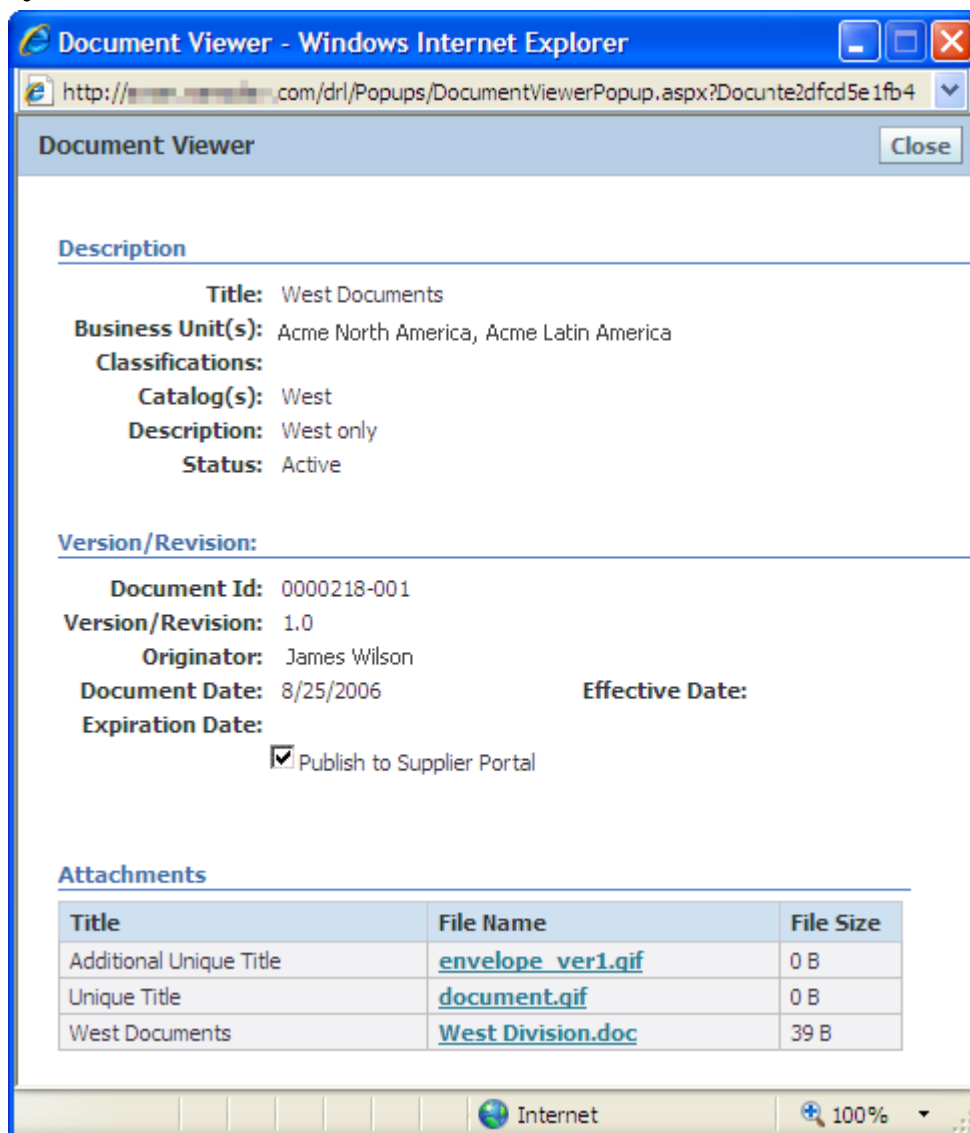 Document Viewer - Windows Internet Explorer
http:// .com/drl/Popups/DocumentViewerPopup.aspx?Docunte2dfcd5e1fb4
Document Viewer Close
Description
Title: West Documents
Business Unit(s): Acme North America, Acme Latin America
Classifications:
Catalog(s): West
Description: West only
Status: Active
Version/Revision:
Document Id: 0000218-001
Version/Revision: 1.0
Originator: James Wilson
Document Date: 8/25/2006 Effective Date:
Expiration Date:
Publish to Supplier Portal
Attachments
Title File Name File Size
Additional Unique Title envelope_ver1.gif 0 B
Unique Title document.gif 0 B
West Documents West Division.doc 39 B
Internet 100%